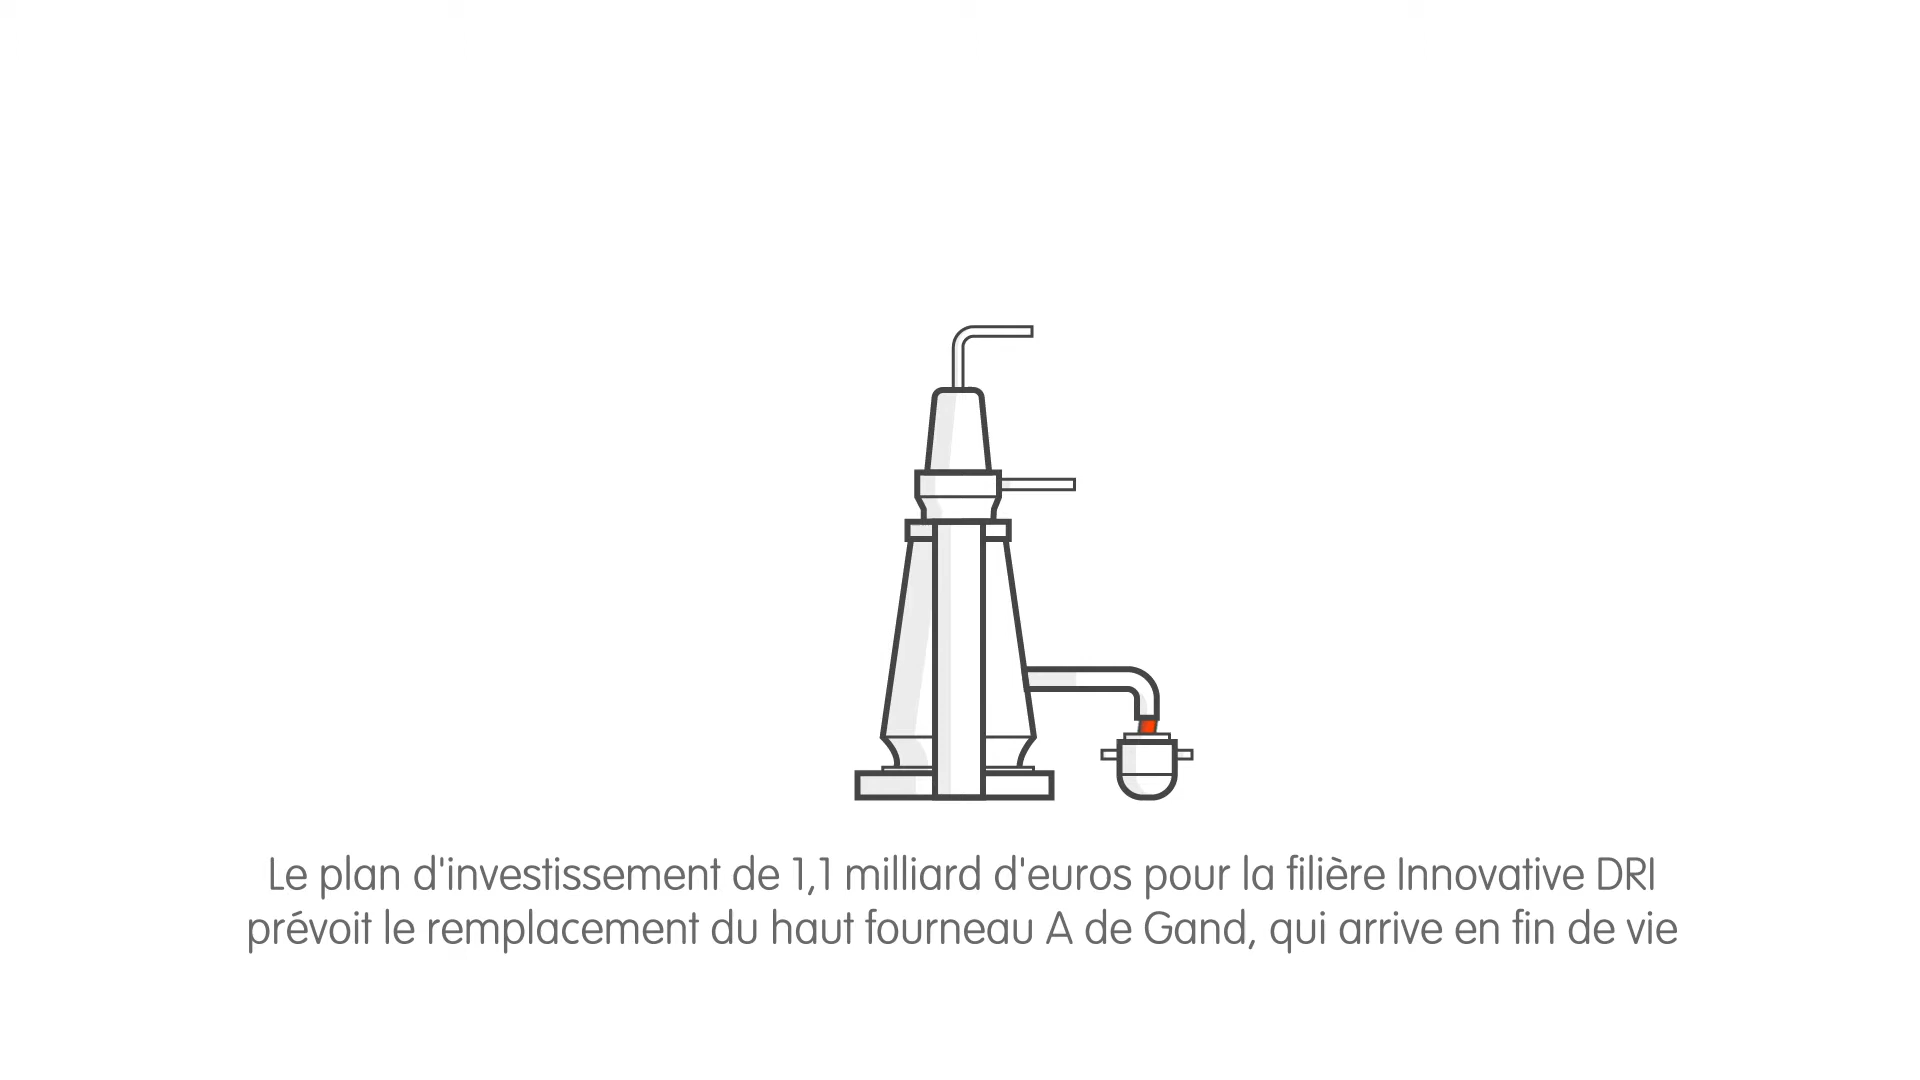 Le plan d'investissement de 1,1 milliard d'euros pour la filière Innovative DRI
prévoit le remplacement du haut fourneau A de Gand, qui arrive en fin de vie